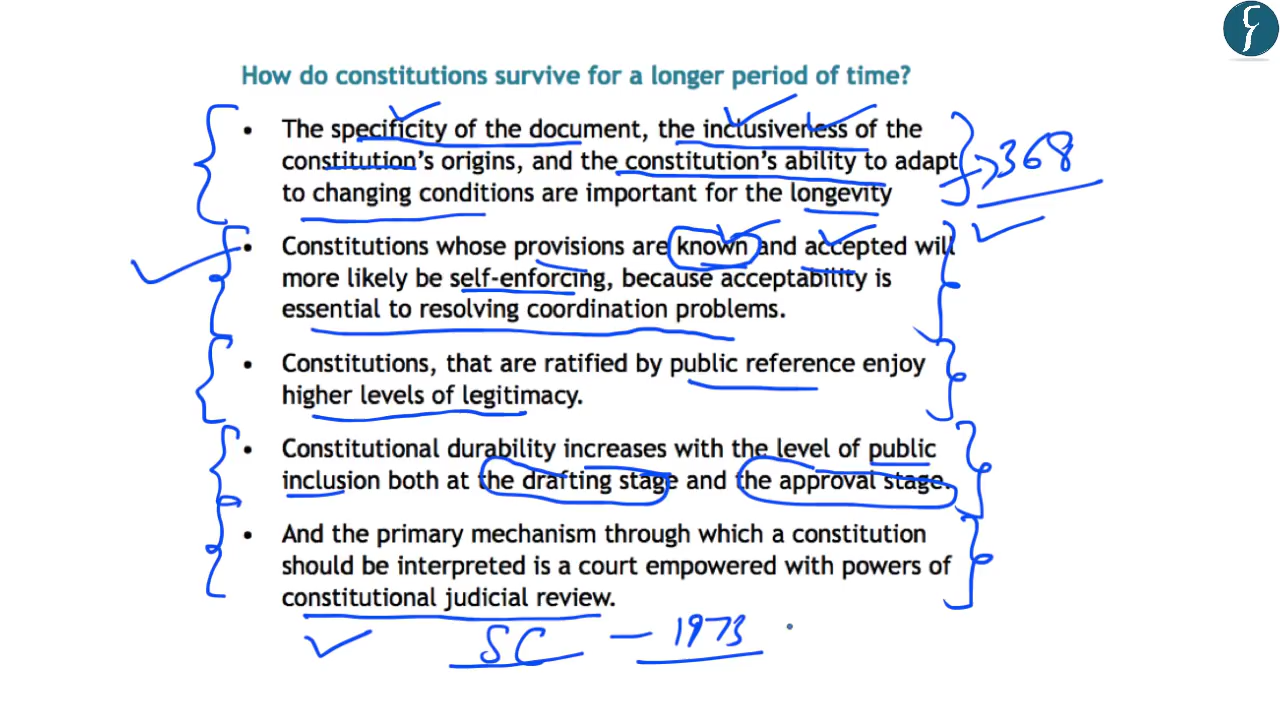 How do constitutions survive for a longer period of time?
• The specificity of the document, the inclusiveness of the
constitution's origins, and the constitution's ability to adapt
to changing conditions are important for the longevity
368
• Constitutions whose provisions are known and accepted will
more likely be self-enforcing, because acceptability is
essential to resolving coordination problems.
• Constitutions, that are ratified by public reference enjoy
higher levels of legitimacy.
• Constitutional durability increases with the level of public
inclusion both at the drafting stage and the approval stage.
• And the primary mechanism through which a constitution
should be interpreted is a court empowered with powers of
constitutional judicial review.
SC — 1973